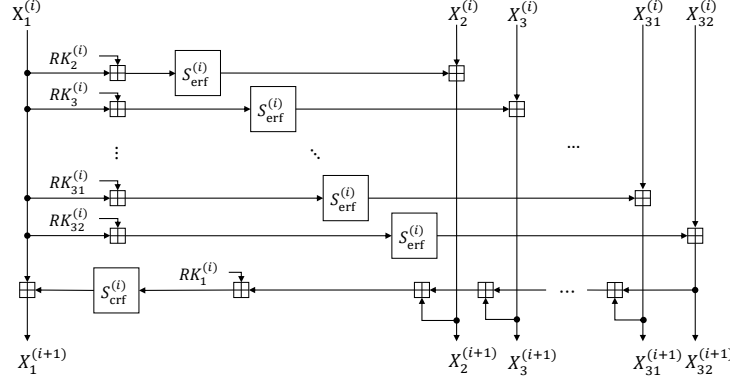 X_1^{(i)} X_2^{(i)} X_3^{(i)} X_{31}^{(i)} X_{32}^{(i)}
RK_2^{(i)} S_{erf}^{(i)}
RK_3^{(i)} S_{erf}^{(i)}
⋮ ⋱ ...
RK_{31}^{(i)} S_{erf}^{(i)}
RK_{32}^{(i)} S_{erf}^{(i)}
S_{crf}^{(i)} RK_1^{(i)} ...
X_1^{(i+1)} X_2^{(i+1)} X_3^{(i+1)} X_{31}^{(i+1)} X_{32}^{(i+1)}